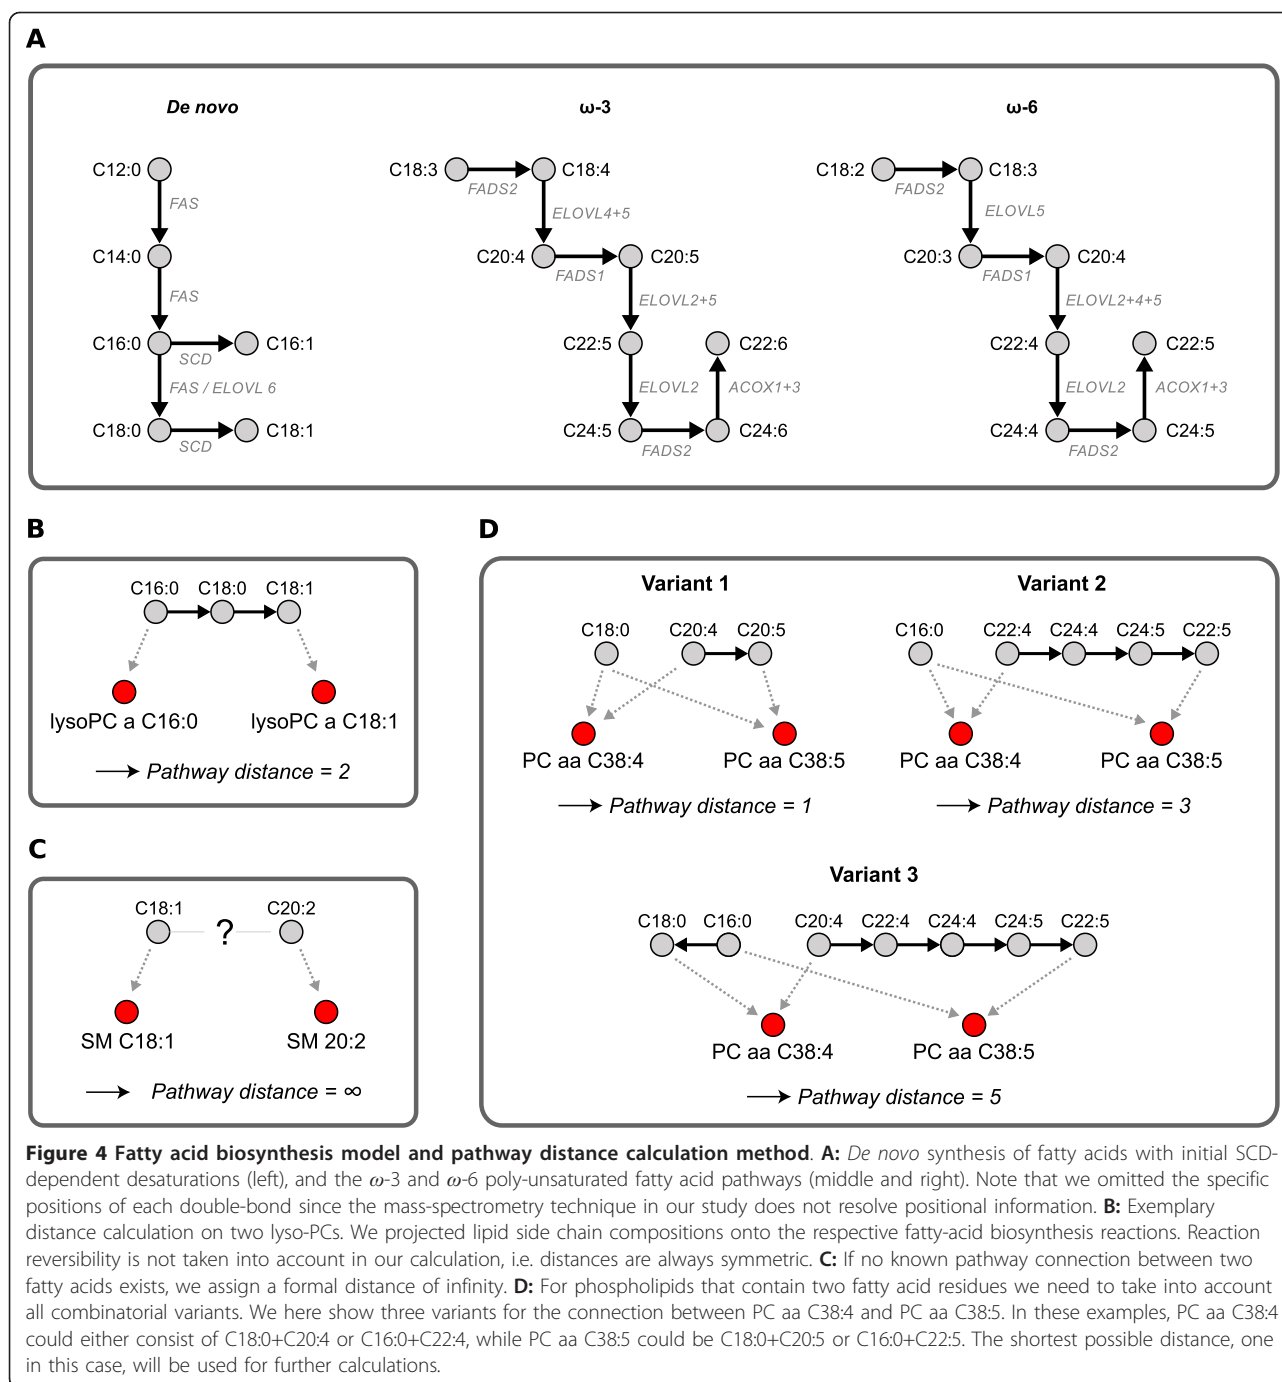 A
De novo
ω-3
ω-6
C12:0
FAS
C14:0
FAS
C16:0
C16:1
SCD
FAS / ELOVL 6
C18:0
C18:1
SCD
C18:3
C18:4
FADS2
ELOVL4+5
C20:4
C20:5
FADS1
ELOVL2+5
C22:5
C22:6
ELOVL2
ACOX1+3
C24:5
C24:6
FADS2
C18:2
C18:3
FADS2
ELOVL5
C20:3
C20:4
FADS1
ELOVL2+4+5
C22:4
C22:5
ELOVL2
ACOX1+3
C24:4
C24:5
FADS2
B
C16:0 C18:0 C18:1
lysoPC a C16:0 lysoPC a C18:1
Pathway distance = 2
C
C18:1 C20:2
?
SM C18:1 SM 20:2
Pathway distance = ∞
D
Variant 1
C18:0 C20:4 C20:5
PC aa C38:4 PC aa C38:5
Pathway distance = 1
Variant 2
C16:0 C22:4 C24:4 C24:5 C22:5
PC aa C38:4 PC aa C38:5
Pathway distance = 3
Variant 3
C18:0 C16:0 C20:4 C22:4 C24:4 C24:5 C22:5
PC aa C38:4 PC aa C38:5
Pathway distance = 5
Figure 4 Fatty acid biosynthesis model and pathway distance calculation method. A: De novo synthesis of fatty acids with initial SCD-
dependent desaturations (left), and the ω-3 and ω-6 poly-unsaturated fatty acid pathways (middle and right). Note that we omitted the specific
positions of each double-bond since the mass-spectrometry technique in our study does not resolve positional information. B: Exemplary
distance calculation on two lyso-PCs. We projected lipid side chain compositions onto the respective fatty-acid biosynthesis reactions. Reaction
reversibility is not taken into account in our calculation, i.e. distances are always symmetric. C: If no known pathway connection between two
fatty acids exists, we assign a formal distance of infinity. D: For phospholipids that contain two fatty acid residues we need to take into account
all combinatorial variants. We here show three variants for the connection between PC aa C38:4 and PC aa C38:5. In these examples, PC aa C38:4
could either consist of C18:0+C20:4 or C16:0+C22:4, while PC aa C38:5 could be C18:0+C20:5 or C16:0+C22:5. The shortest possible distance, one
in this case, will be used for further calculations.